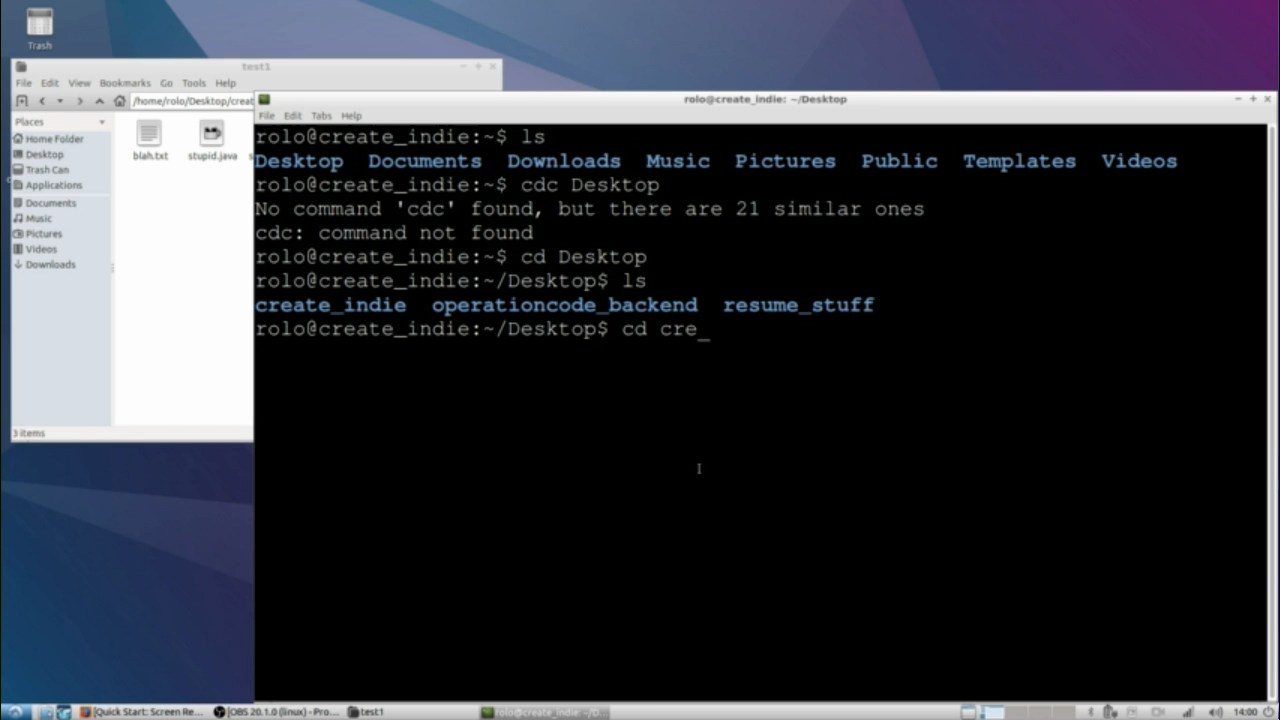 Trash
test1
File Edit View Bookmarks Go Tools Help
/home/rolo/Desktop/creat
Places
Home Folder
Desktop
Trash Can
Applications
Documents
Music
Pictures
Videos
Downloads
blah.txt stupid.java
3 items
rolo@create_indie: ~/Desktop
File Edit Tabs Help
rolo@create_indie:~$ ls
Desktop Documents Downloads Music Pictures Public Templates Videos
rolo@create_indie:~$ cdc Desktop
No command 'cdc' found, but there are 21 similar ones
cdc: command not found
rolo@create_indie:~$ cd Desktop
rolo@create_indie:~/Desktop$ ls
create_indie operationcode_backend resume_stuff
rolo@create_indie:~/Desktop$ cd cre_
[Quick Start: Screen Re... [OBS 20.1.0 (linux) - Pro... test1 rolo@create_indie: ~/D... 14:00